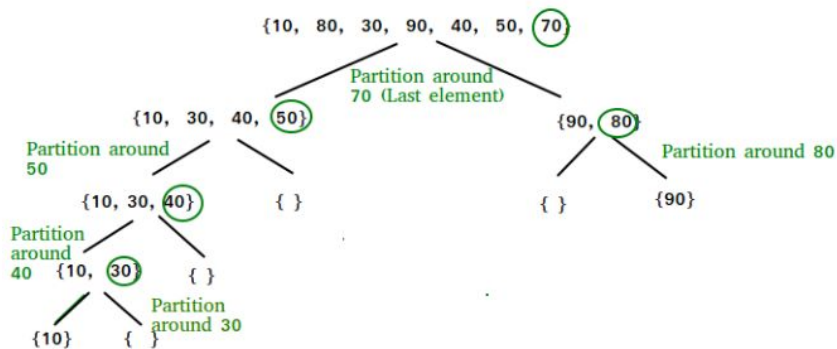 {10, 80, 30, 90, 40, 50, 70}
Partition around
70 (Last element)
{10, 30, 40, 50}
{90, 80}
Partition around
50
Partition around 80
{10, 30, 40}
{ }
{ }
{90}
Partition
around
40
{10, 30}
{ }
Partition
around 30
{10}
{ }